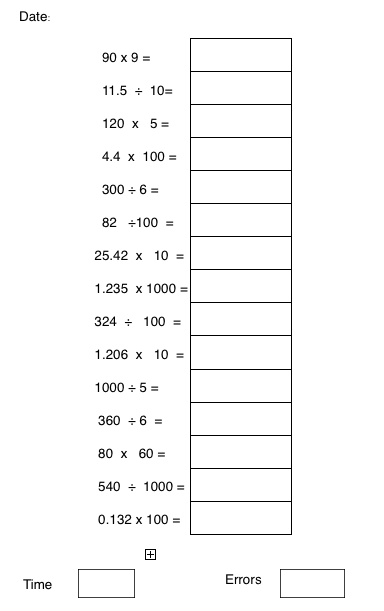 Date:
90 x 9 =
11.5 ÷ 10=
120 x 5 =
4.4 x 100 =
300 ÷ 6 =
82 ÷100 =
25.42 x 10 =
1.235 x 1000 =
324 ÷ 100 =
1.206 x 10 =
1000 ÷ 5 =
360 ÷ 6 =
80 x 60 =
540 ÷ 1000 =
0.132 x 100 =
Time Errors